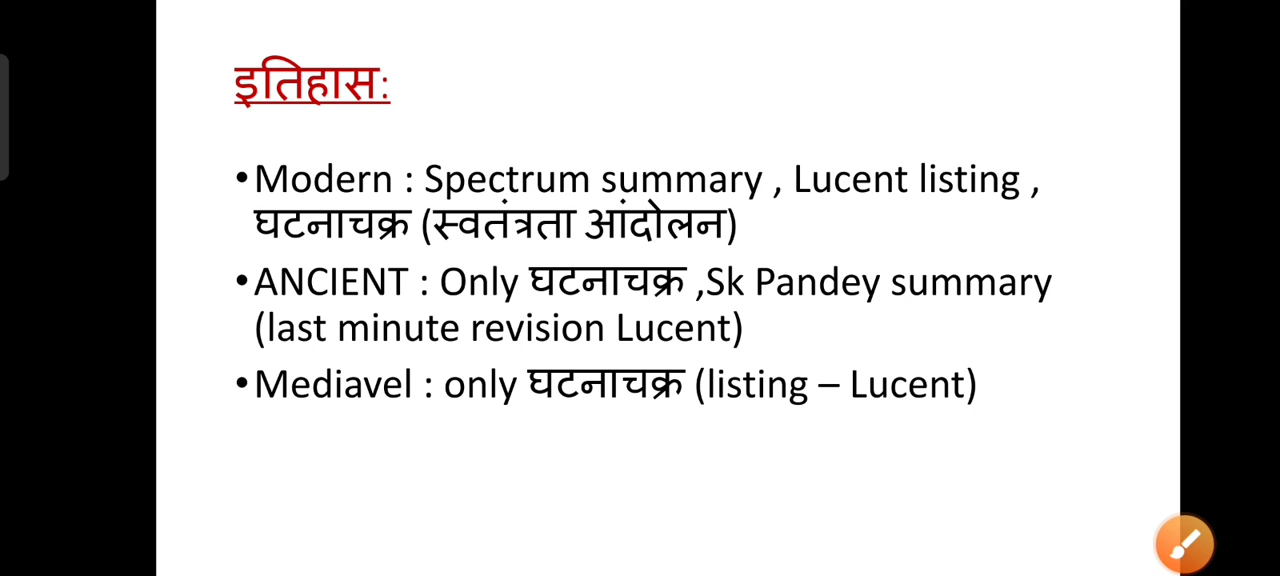 इतिहास:
•Modern : Spectrum summary , Lucent listing ,
घटनाचक्र (स्वतंत्रता आंदोलन)
•ANCIENT : Only घटनाचक्र ,Sk Pandey summary
(last minute revision Lucent)
•Mediavel : only घटनाचक्र (listing – Lucent)